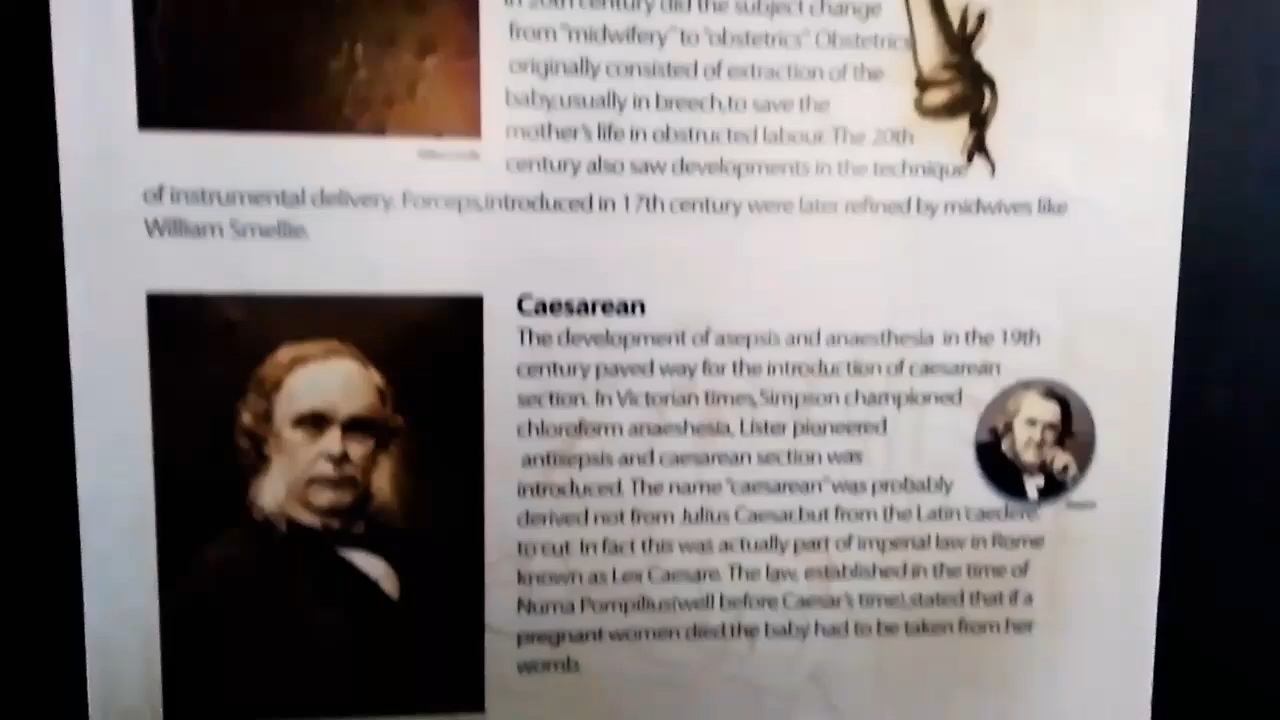 in 20th century did the subject change
from "midwifery" to "obstetrics" Obstetrics
originally consisted of extraction of the
baby,usually in breech,to save the
mother's life in obstructed labour. The 20th
century also saw developments in the technique
of instrumental delivery. Forceps,introduced in 17th century were later refined by midwives like
William Smellie.
Caesarean
The development of asepsis and anaesthesia in the 19th
century paved way for the introduction of caesarean
section. In Victorian times,Simpson championed
chloroform anaeshesia, Lister pioneered
antisepsis and caesarean section was
introduced. The name "caesarean" was probably
derived not from Julius Caesar,but from the Latin 'caedere,'
to cut. In fact this was actually part of imperial law in Rome
known as Lex Caesare. The law, established in the time of
Numa Pompilius(well before Caesar's time),stated that if a
pregnant women died,the baby had to be taken from her
womb.